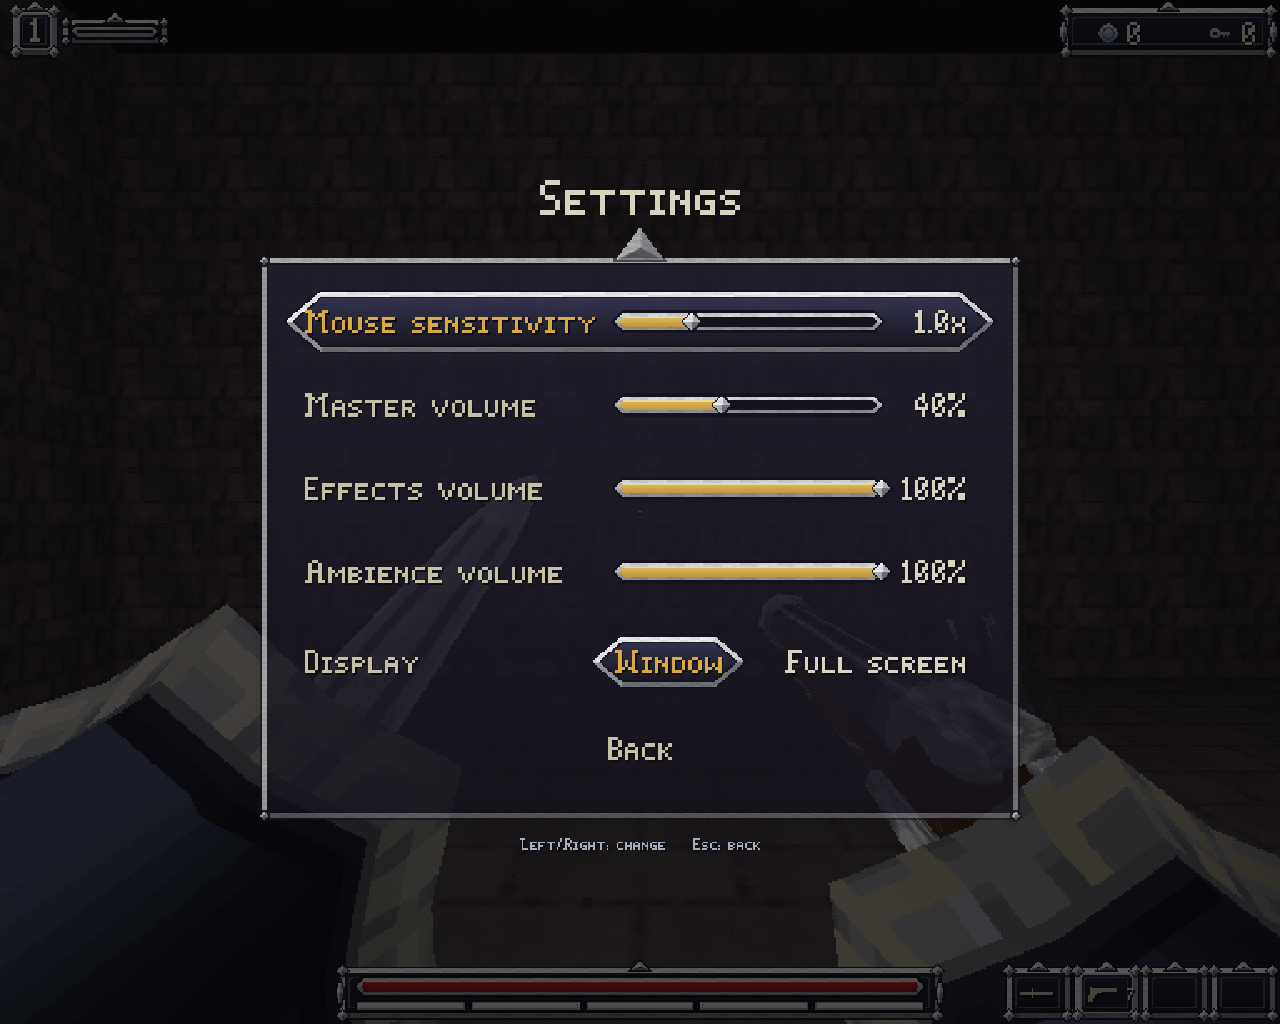 1
0 0
Settings
Mouse sensitivity 1.0x
Master volume 40%
Effects volume 100%
Ambience volume 100%
Display Window Full screen
Back
Left/Right: change Esc: back
7